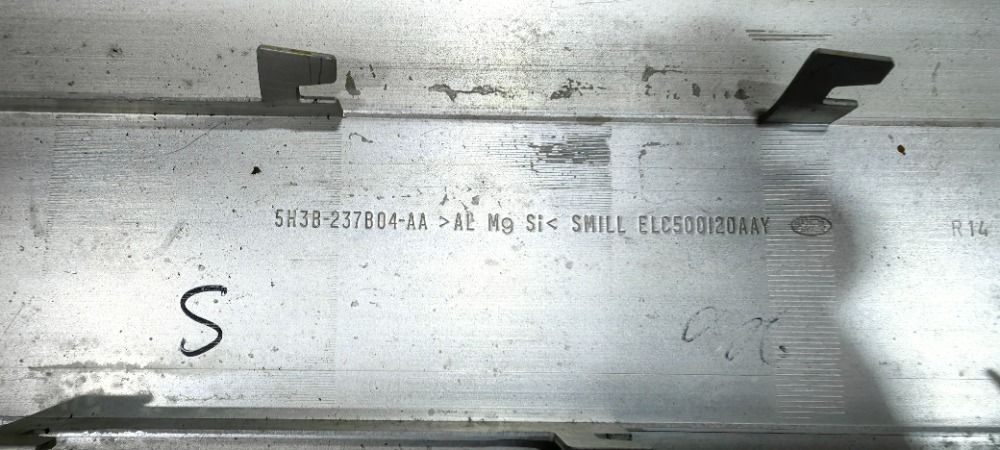 5H3B-237B04-AA >AL Mg Si< SMILL ELC500120AAY
R14
S